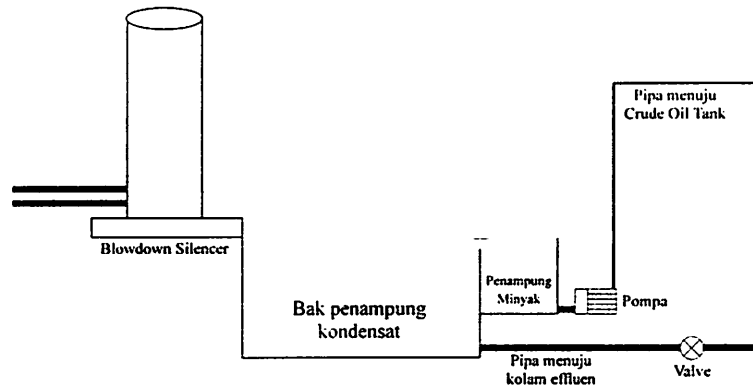 Pipa menuju
Crude Oil Tank
Blowdown Silencer
Bak penampung
kondensat
Penampung
Minyak
Pompa
Pipa menuju
kolam effluen
Valve